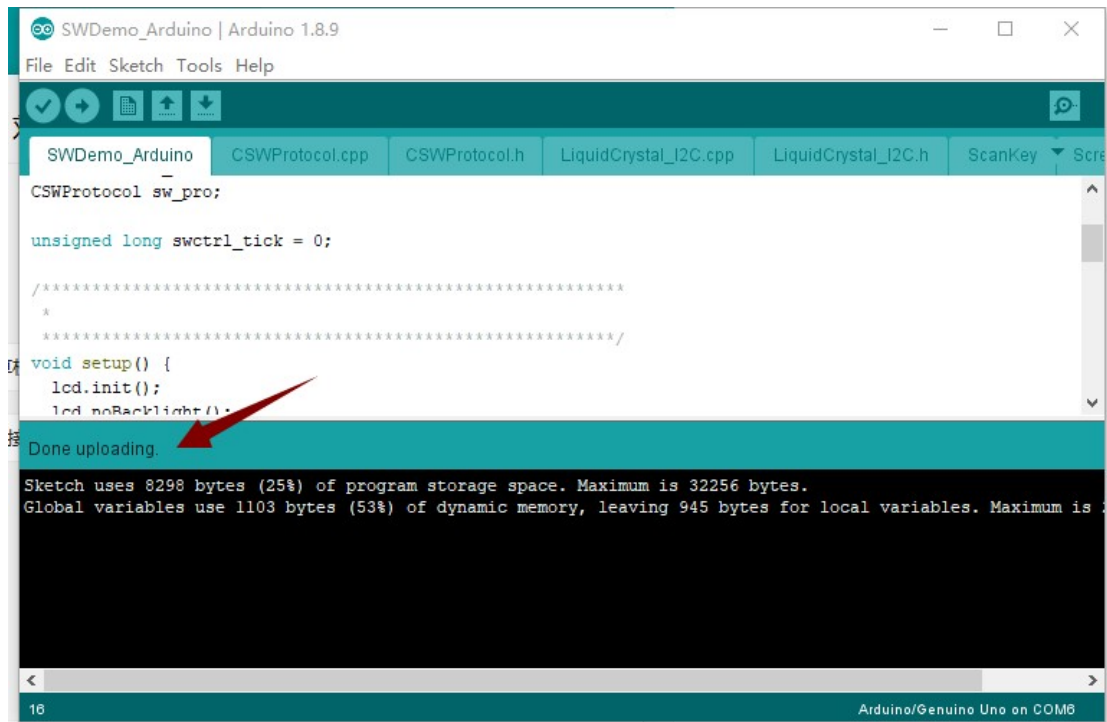 SWDemo_Arduino | Arduino 1.8.9
File Edit Sketch Tools Help
SWDemo_Arduino CSWProtocol.cpp CSWProtocol.h LiquidCrystal_I2C.cpp LiquidCrystal_I2C.h ScanKey Scre
CSWProtocol sw_pro;
unsigned long swctrl_tick = 0;
/**********************************************************
*
*********************************************************/
void setup() {
lcd.init();
lcd.noBacklight();
Done uploading.
Sketch uses 8298 bytes (25%) of program storage space. Maximum is 32256 bytes.
Global variables use 1103 bytes (53%) of dynamic memory, leaving 945 bytes for local variables. Maximum is
16
Arduino/Genuino Uno on COM6